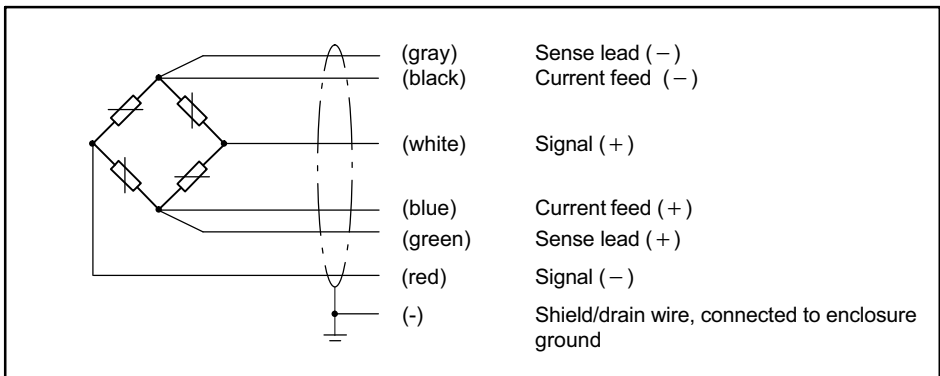 (gray) Sense lead (−)
(black) Current feed (−)
(white) Signal (+)
(blue) Current feed (+)
(green) Sense lead (+)
(red) Signal (−)
(-) Shield/drain wire, connected to enclosure
ground